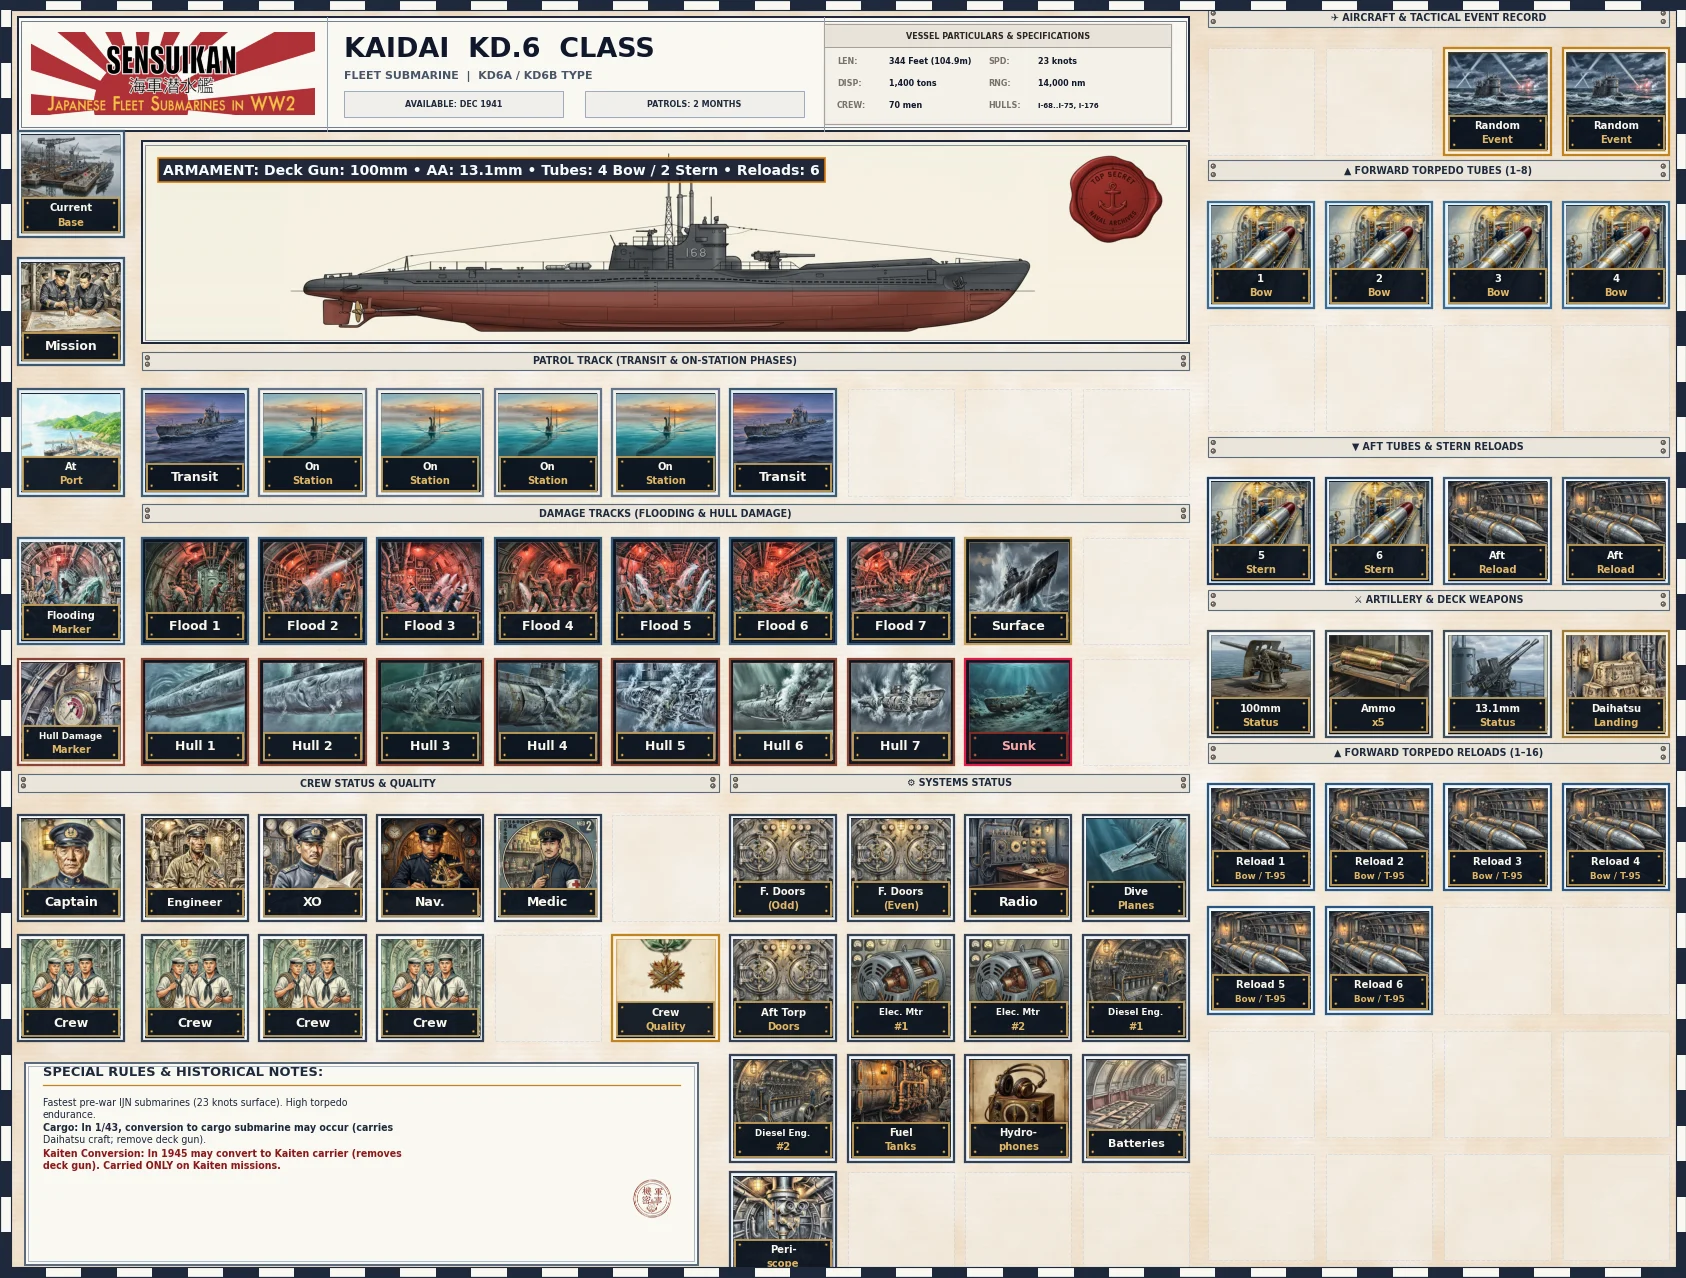 SENSUIKAN
海軍潜水艦
JAPANESE FLEET SUBMARINES IN WW2
KAIDAI KD.6 CLASS
FLEET SUBMARINE | KD6A / KD6B TYPE
AVAILABLE: DEC 1941
PATROLS: 2 MONTHS
VESSEL PARTICULARS & SPECIFICATIONS
LEN: 344 Feet (104.9m) SPD: 23 knots
DISP: 1,400 tons RNG: 14,000 nm
CREW: 70 men HULLS: I-68..I-75, I-176
✈ AIRCRAFT & TACTICAL EVENT RECORD
Random
Event
Random
Event
Current
Base
Mission
ARMAMENT: Deck Gun: 100mm • AA: 13.1mm • Tubes: 4 Bow / 2 Stern • Reloads: 6
168
TOP SECRET
NAVAL ARCHIVES
▲ FORWARD TORPEDO TUBES (1–8)
1
Bow
2
Bow
3
Bow
4
Bow
PATROL TRACK (TRANSIT & ON-STATION PHASES)
At
Port
Transit
On
Station
On
Station
On
Station
On
Station
Transit
▼ AFT TUBES & STERN RELOADS
5
Stern
6
Stern
Aft
Reload
Aft
Reload
DAMAGE TRACKS (FLOODING & HULL DAMAGE)
Flooding
Marker
Flood 1
Flood 2
Flood 3
Flood 4
Flood 5
Flood 6
Flood 7
Surface
Hull Damage
Marker
Hull 1
Hull 2
Hull 3
Hull 4
Hull 5
Hull 6
Hull 7
Sunk
⚔ ARTILLERY & DECK WEAPONS
100mm
Status
Ammo
x5
13.1mm
Status
Daihatsu
Landing
▲ FORWARD TORPEDO RELOADS (1–16)
Reload 1
Bow / T-95
Reload 2
Bow / T-95
Reload 3
Bow / T-95
Reload 4
Bow / T-95
Reload 5
Bow / T-95
Reload 6
Bow / T-95
CREW STATUS & QUALITY
Captain
Engineer
XO
Nav.
Medic
2
Crew
Crew
Crew
Crew
Crew
Quality
⚙ SYSTEMS STATUS
F. Doors
(Odd)
F. Doors
(Even)
Radio
Dive
Planes
Aft Torp
Doors
Elec. Mtr
#1
Elec. Mtr
#2
Diesel Eng.
#1
Diesel Eng.
#2
Fuel
Tanks
Hydro-
phones
Batteries
Peri-
scope
SPECIAL RULES & HISTORICAL NOTES:
Fastest pre-war IJN submarines (23 knots surface). High torpedo
endurance.
Cargo: In 1/43, conversion to cargo submarine may occur (carries
Daihatsu craft; remove deck gun).
Kaiten Conversion: In 1945 may convert to Kaiten carrier (removes
deck gun). Carried ONLY on Kaiten missions.